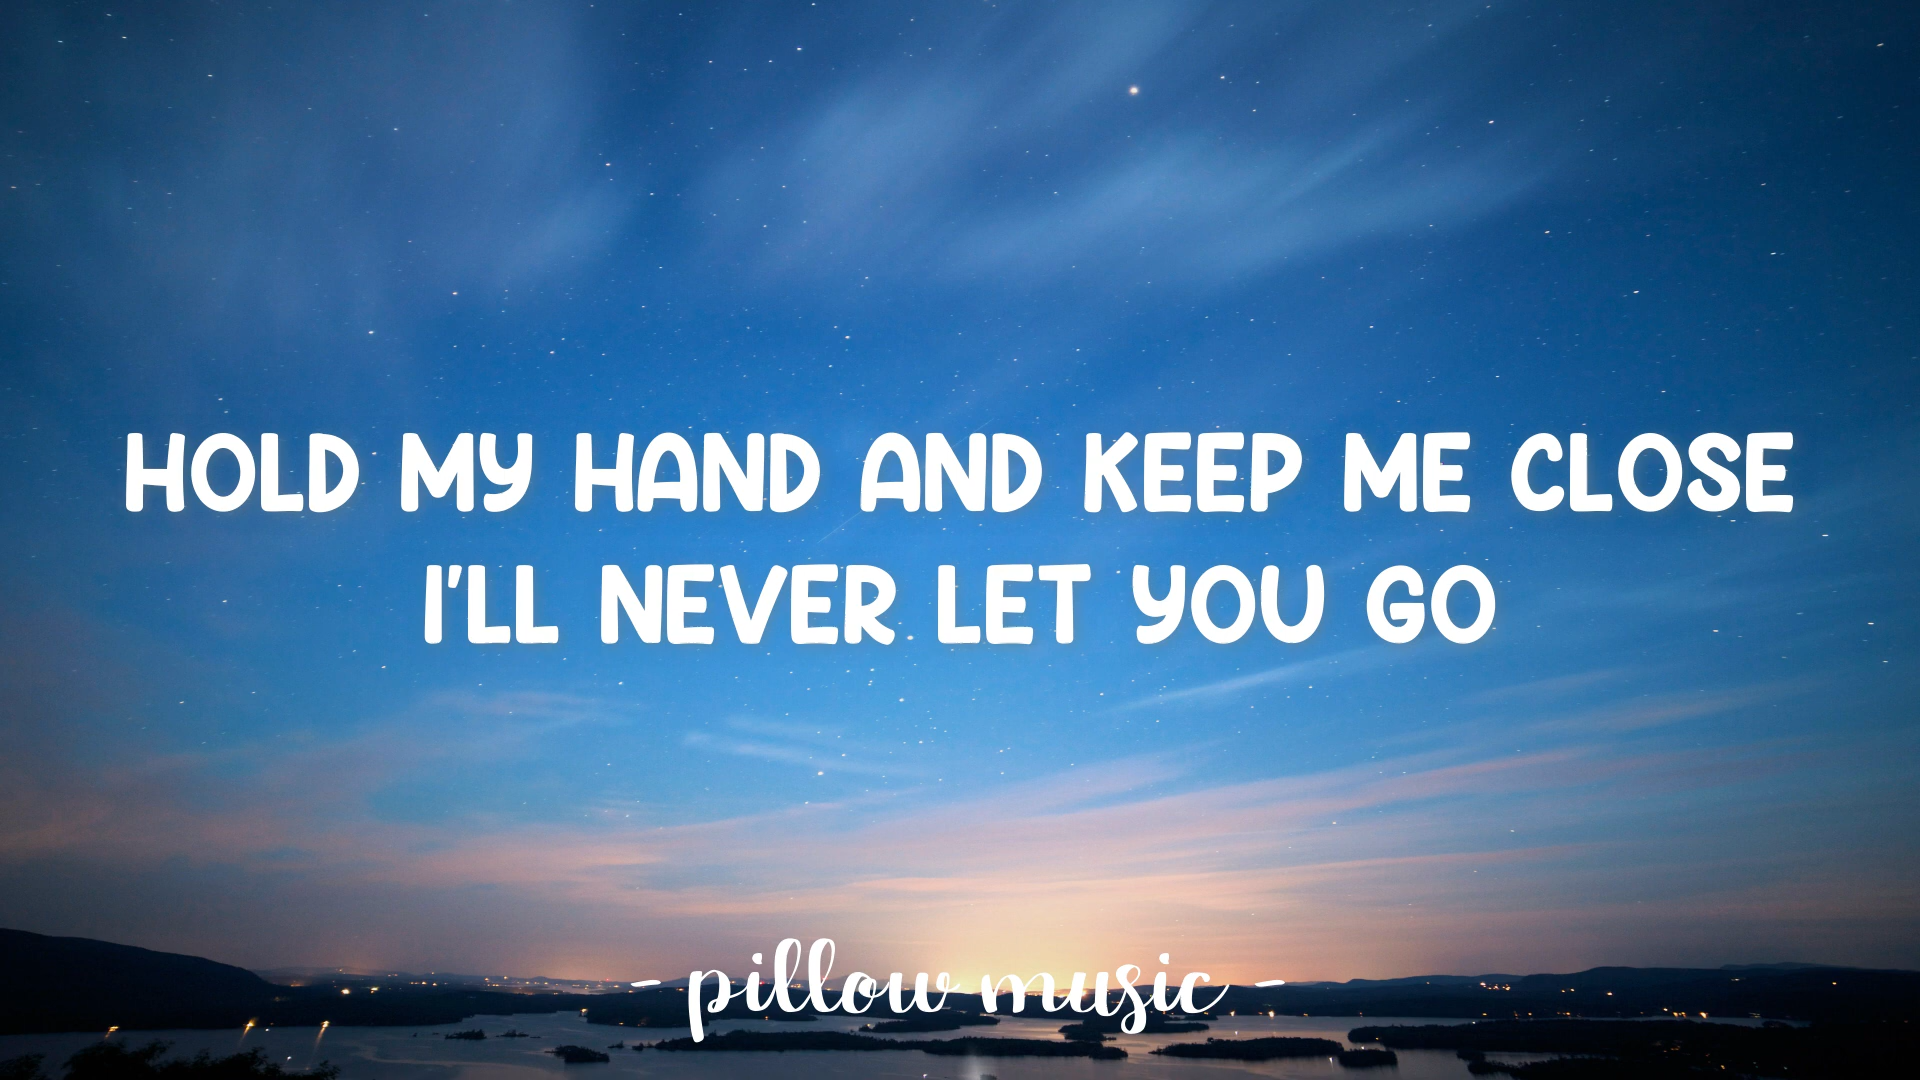 HOLD MY HAND AND KEEP ME CLOSE
I'LL NEVER LET YOU GO
- pillow music -